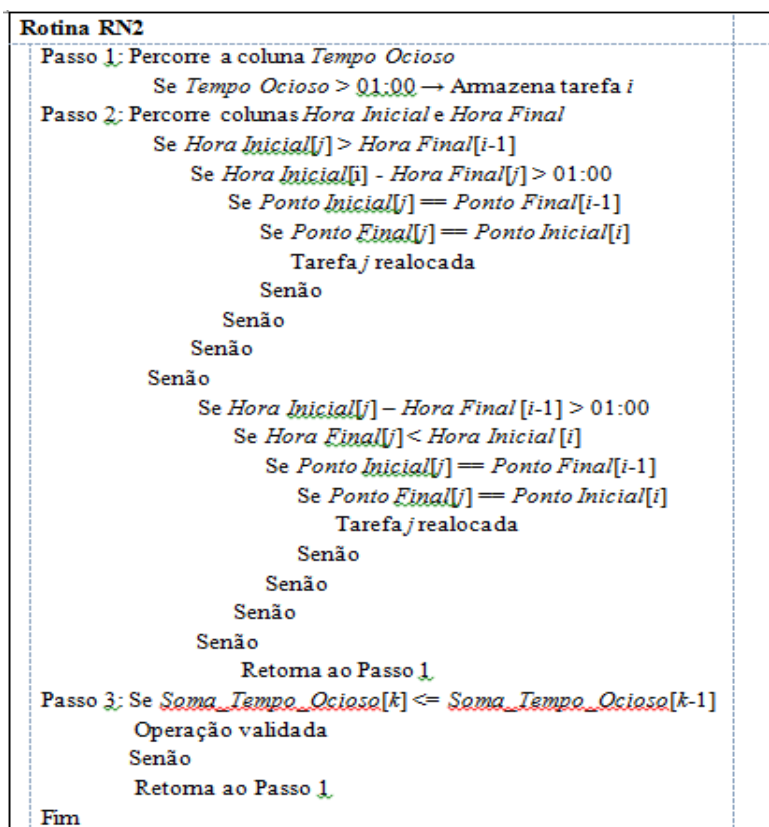 Rotina RN2
Passo 1: Percorre a coluna Tempo Ocioso
Se Tempo Ocioso > 01:00 → Armazena tarefa i
Passo 2: Percorre colunas Hora Inicial e Hora Final
Se Hora Inicial[j] > Hora Final[i-1]
Se Hora Inicial[i] - Hora Final[j] > 01:00
Se Ponto Inicial[j] == Ponto Final[i-1]
Se Ponto Final[j] == Ponto Inicial[i]
Tarefa j realocada
Senão
Senão
Senão
Senão
Se Hora Inicial[j] – Hora Final [i-1] > 01:00
Se Hora Final[j] < Hora Inicial [i]
Se Ponto Inicial[j] == Ponto Final[i-1]
Se Ponto Final[j] == Ponto Inicial[i]
Tarefa j realocada
Senão
Senão
Senão
Senão
Retorna ao Passo 1
Passo 3: Se Soma_Tempo_Ocioso[k] <= Soma_Tempo_Ocioso[k-1]
Operação validada
Senão
Retorna ao Passo 1
Fim